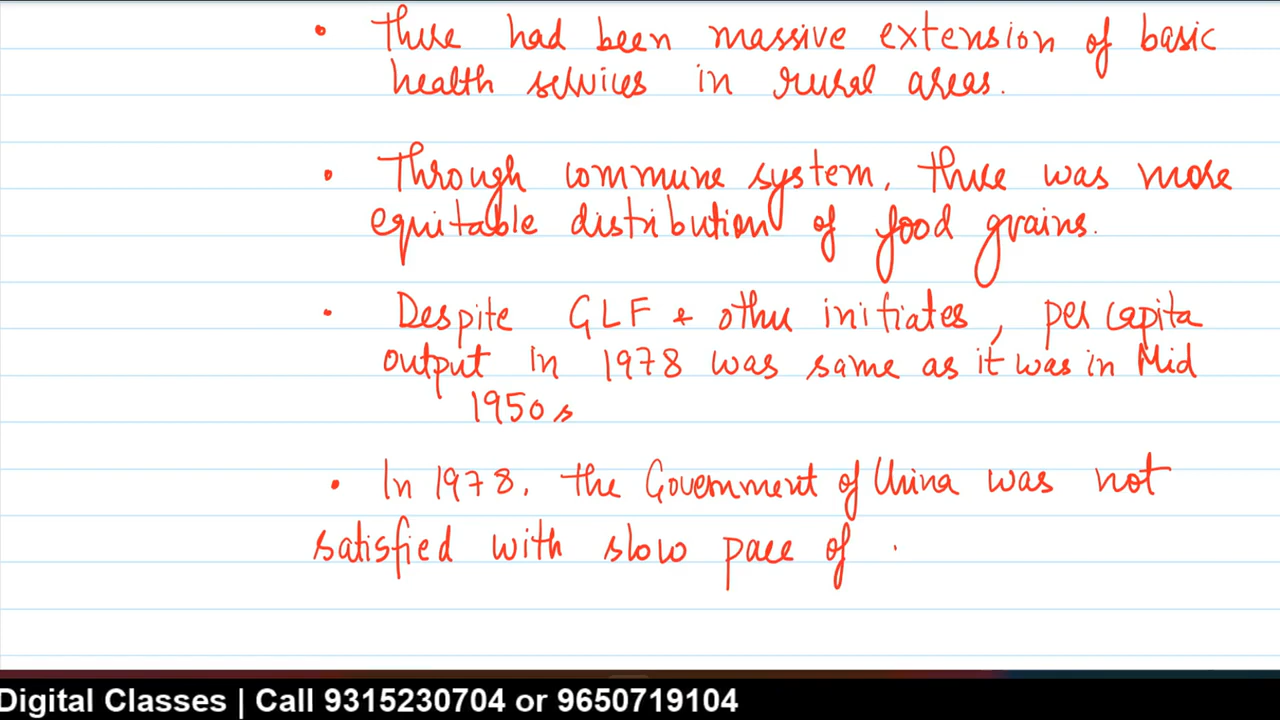 • There had been massive extension of basic
health services in rural areas.
• Through commune system, there was more
equitable distribution of food grains.
• Despite GLF & other initiates, per capita
output in 1978 was same as it was in Mid
1950s
• In 1978, the Government of China was not
satisfied with slow pace of
Digital Classes | Call 9315230704 or 9650719104